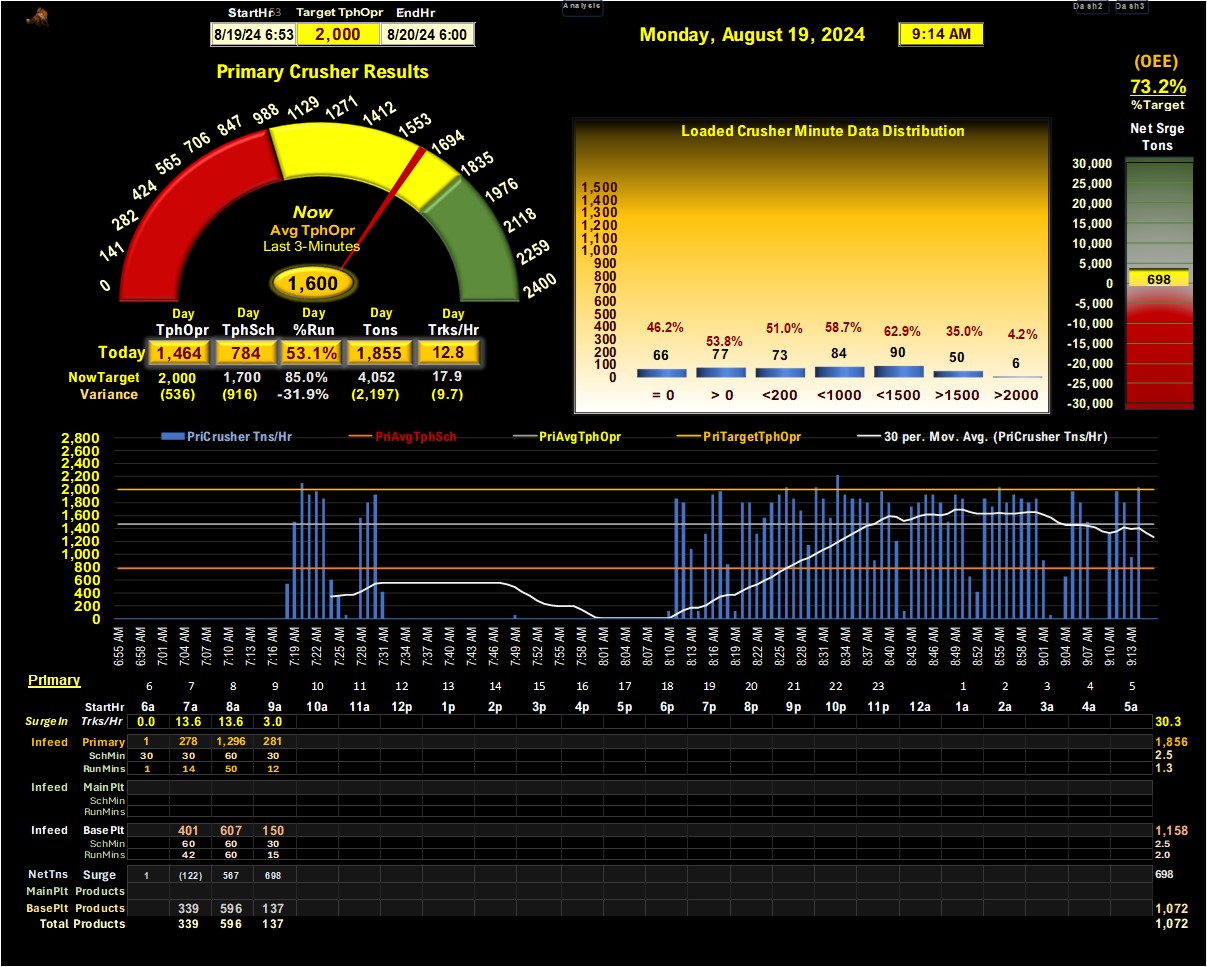 Analysis
Dash2 Dash3
StartHr Target TphOpr EndHr
8/19/24 6:53 2,000 8/20/24 6:00
Monday, August 19, 2024
9:14 AM
Primary Crusher Results
0 141 282 424 565 706 847 988 1129 1271 1412 1553 1694 1835 1976 2118 2259 2400
Now
Avg TphOpr
Last 3-Minutes
1,600
Day Day Day Day Day
TphOpr TphSch %Run Tons Trks/Hr
Today 1,464 784 53.1% 1,855 12.8
NowTarget 2,000 1,700 85.0% 4,052 17.9
Variance (536) (916) -31.9% (2,197) (9.7)
Loaded Crusher Minute Data Distribution
1,500
1,400
1,300
1,200
1,100
1,000
900
800
700
600
500
400
300
200
100
0
46.2% 53.8% 51.0% 58.7% 62.9% 35.0% 4.2%
66 77 73 84 90 50 6
= 0 > 0 <200 <1000 <1500 >1500 >2000
(OEE)
73.2%
%Target
Net Srge
Tons
30,000
25,000
20,000
15,000
10,000
5,000
0
-5,000
-10,000
-15,000
-20,000
-25,000
-30,000
698
PriCrusher Tns/Hr PriAvgTphSch PriAvgTphOpr PriTargetTphOpr 30 per. Mov. Avg. (PriCrusher Tns/Hr)
2,800
2,600
2,400
2,200
2,000
1,800
1,600
1,400
1,200
1,000
800
600
400
200
0
6:55 AM 6:58 AM 7:01 AM 7:04 AM 7:07 AM 7:10 AM 7:13 AM 7:16 AM 7:19 AM 7:22 AM 7:25 AM 7:28 AM 7:31 AM 7:34 AM 7:37 AM 7:40 AM 7:43 AM 7:46 AM 7:49 AM 7:52 AM 7:55 AM 7:58 AM 8:01 AM 8:04 AM 8:07 AM 8:10 AM 8:13 AM 8:16 AM 8:19 AM 8:22 AM 8:25 AM 8:28 AM 8:31 AM 8:34 AM 8:37 AM 8:40 AM 8:43 AM 8:46 AM 8:49 AM 8:52 AM 8:55 AM 8:58 AM 9:01 AM 9:04 AM 9:07 AM 9:10 AM 9:13 AM
Primary
6 7 8 9 10 11 12 13 14 15 16 17 18 19 20 21 22 23 1 2 3 4 5
StartHr 6a 7a 8a 9a 10a 11a 12p 1p 2p 3p 4p 5p 6p 7p 8p 9p 10p 11p 12a 1a 2a 3a 4a 5a
SurgeIn Trks/Hr 0.0 13.6 13.6 3.0 30.3
Infeed Primary 1 278 1,296 281 1,856
SchMin 30 30 60 30 2.5
RunMins 1 14 50 12 1.3
Infeed MainPlt
SchMin
RunMins
Infeed BasePlt 401 607 150 1,158
SchMin 60 60 30 2.5
RunMins 42 60 15 2.0
NetTns Surge 1 (122) 567 698 698
MainPlt Products
BasePlt Products 339 596 137 1,072
Total Products 339 596 137 1,072